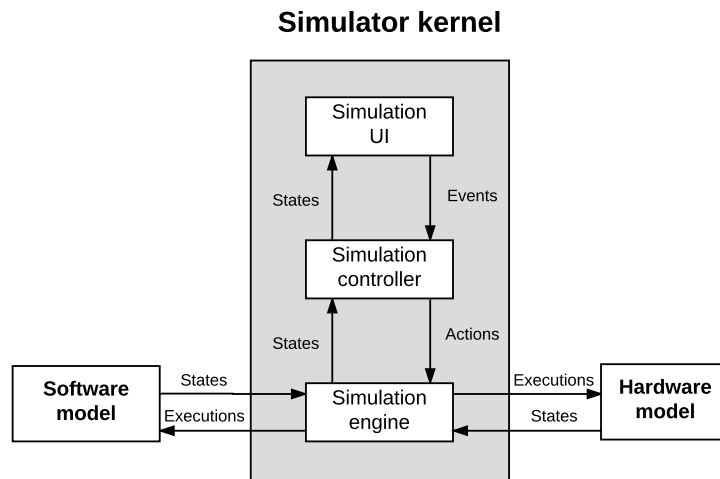 Simulator kernel
Simulation
UI
States
Events
Simulation
controller
States
Actions
Software
model
States
Executions
Simulation
engine
Executions
States
Hardware
model